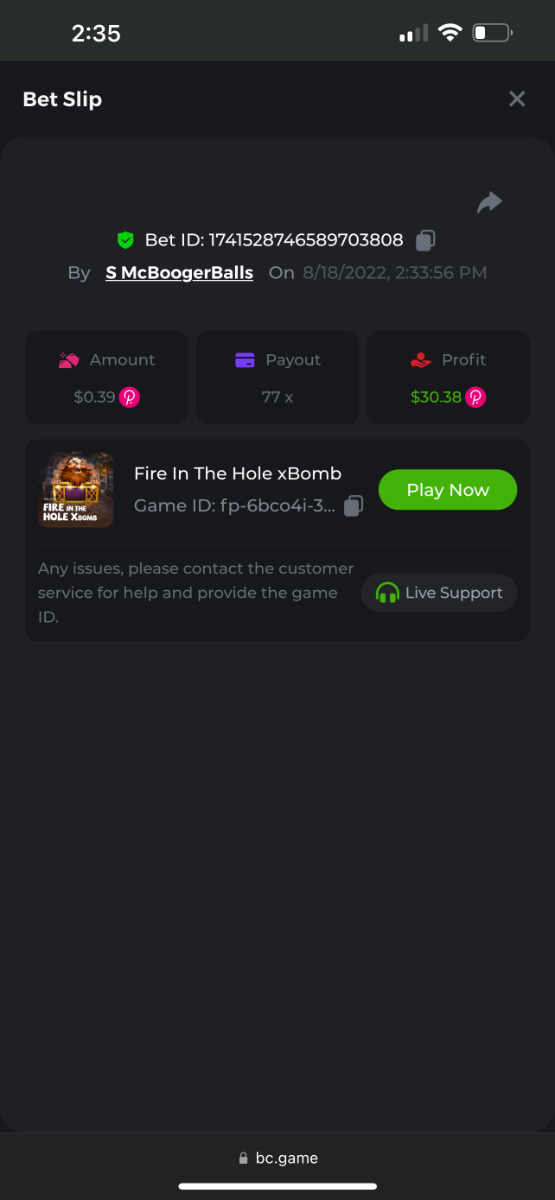 2:35
Bet Slip
Bet ID: 1741528746589703808
By S McBoogerBalls On 8/18/2022, 2:33:56 PM
Amount
$0.39
Payout
77 x
Profit
$30.38
FIRE IN THE
HOLE XBOMB
Fire In The Hole xBomb
Game ID: fp-6bco4i-3...
Play Now
Any issues, please contact the customer
service for help and provide the game
ID.
Live Support
bc.game